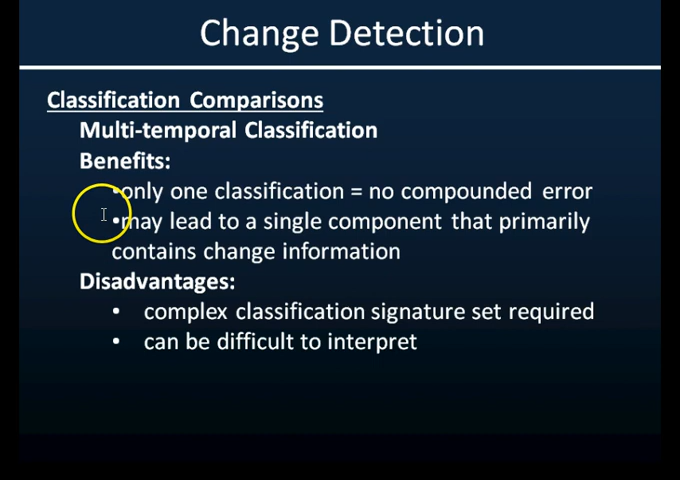 Change Detection
Classification Comparisons
Multi-temporal Classification
Benefits:
•only one classification = no compounded error
•may lead to a single component that primarily
contains change information
Disadvantages:
• complex classification signature set required
• can be difficult to interpret